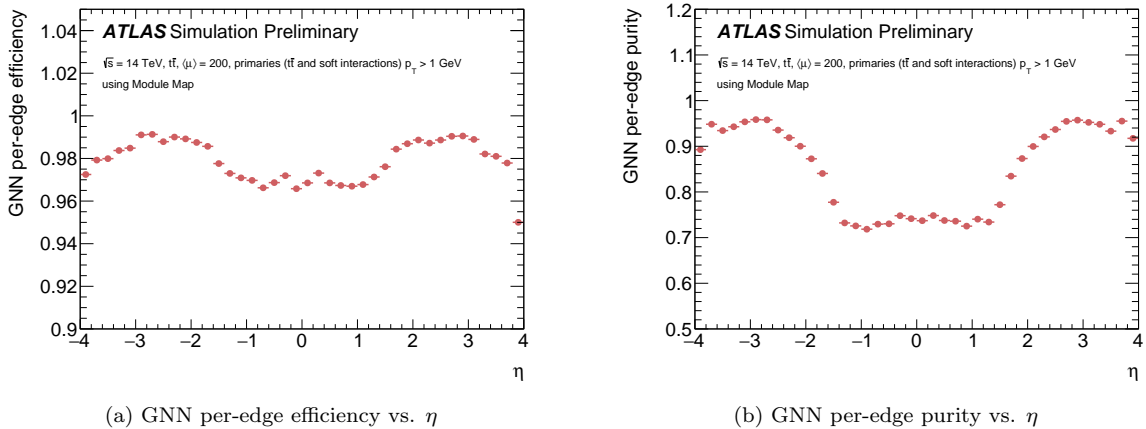 GNN per-edge efficiency
1.04
1.02
1
0.98
0.96
0.94
0.92
0.9
ATLAS Simulation Preliminary
√s = 14 TeV, tt̄, ⟨μ⟩ = 200, primaries (tt̄ and soft interactions) p_T > 1 GeV
using Module Map
−4 −3 −2 −1 0 1 2 3 4
η
(a) GNN per-edge efficiency vs. η
GNN per-edge purity
1.2
1.1
1
0.9
0.8
0.7
0.6
0.5
ATLAS Simulation Preliminary
√s = 14 TeV, tt̄, ⟨μ⟩ = 200, primaries (tt̄ and soft interactions) p_T > 1 GeV
using Module Map
−4 −3 −2 −1 0 1 2 3 4
η
(b) GNN per-edge purity vs. η